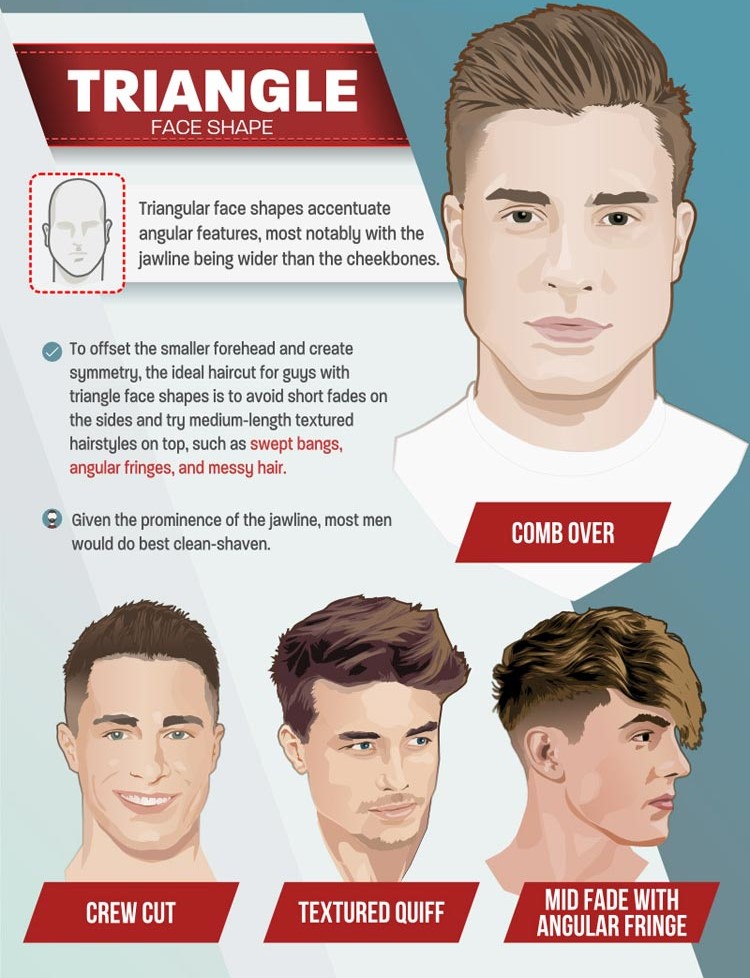 TRIANGLE
FACE SHAPE
Triangular face shapes accentuate
angular features, most notably with the
jawline being wider than the cheekbones.
To offset the smaller forehead and create
symmetry, the ideal haircut for guys with
triangle face shapes is to avoid short fades on
the sides and try medium-length textured
hairstyles on top, such as swept bangs,
angular fringes, and messy hair.
Given the prominence of the jawline, most men
would do best clean-shaven.
COMB OVER
CREW CUT
TEXTURED QUIFF
MID FADE WITH
ANGULAR FRINGE